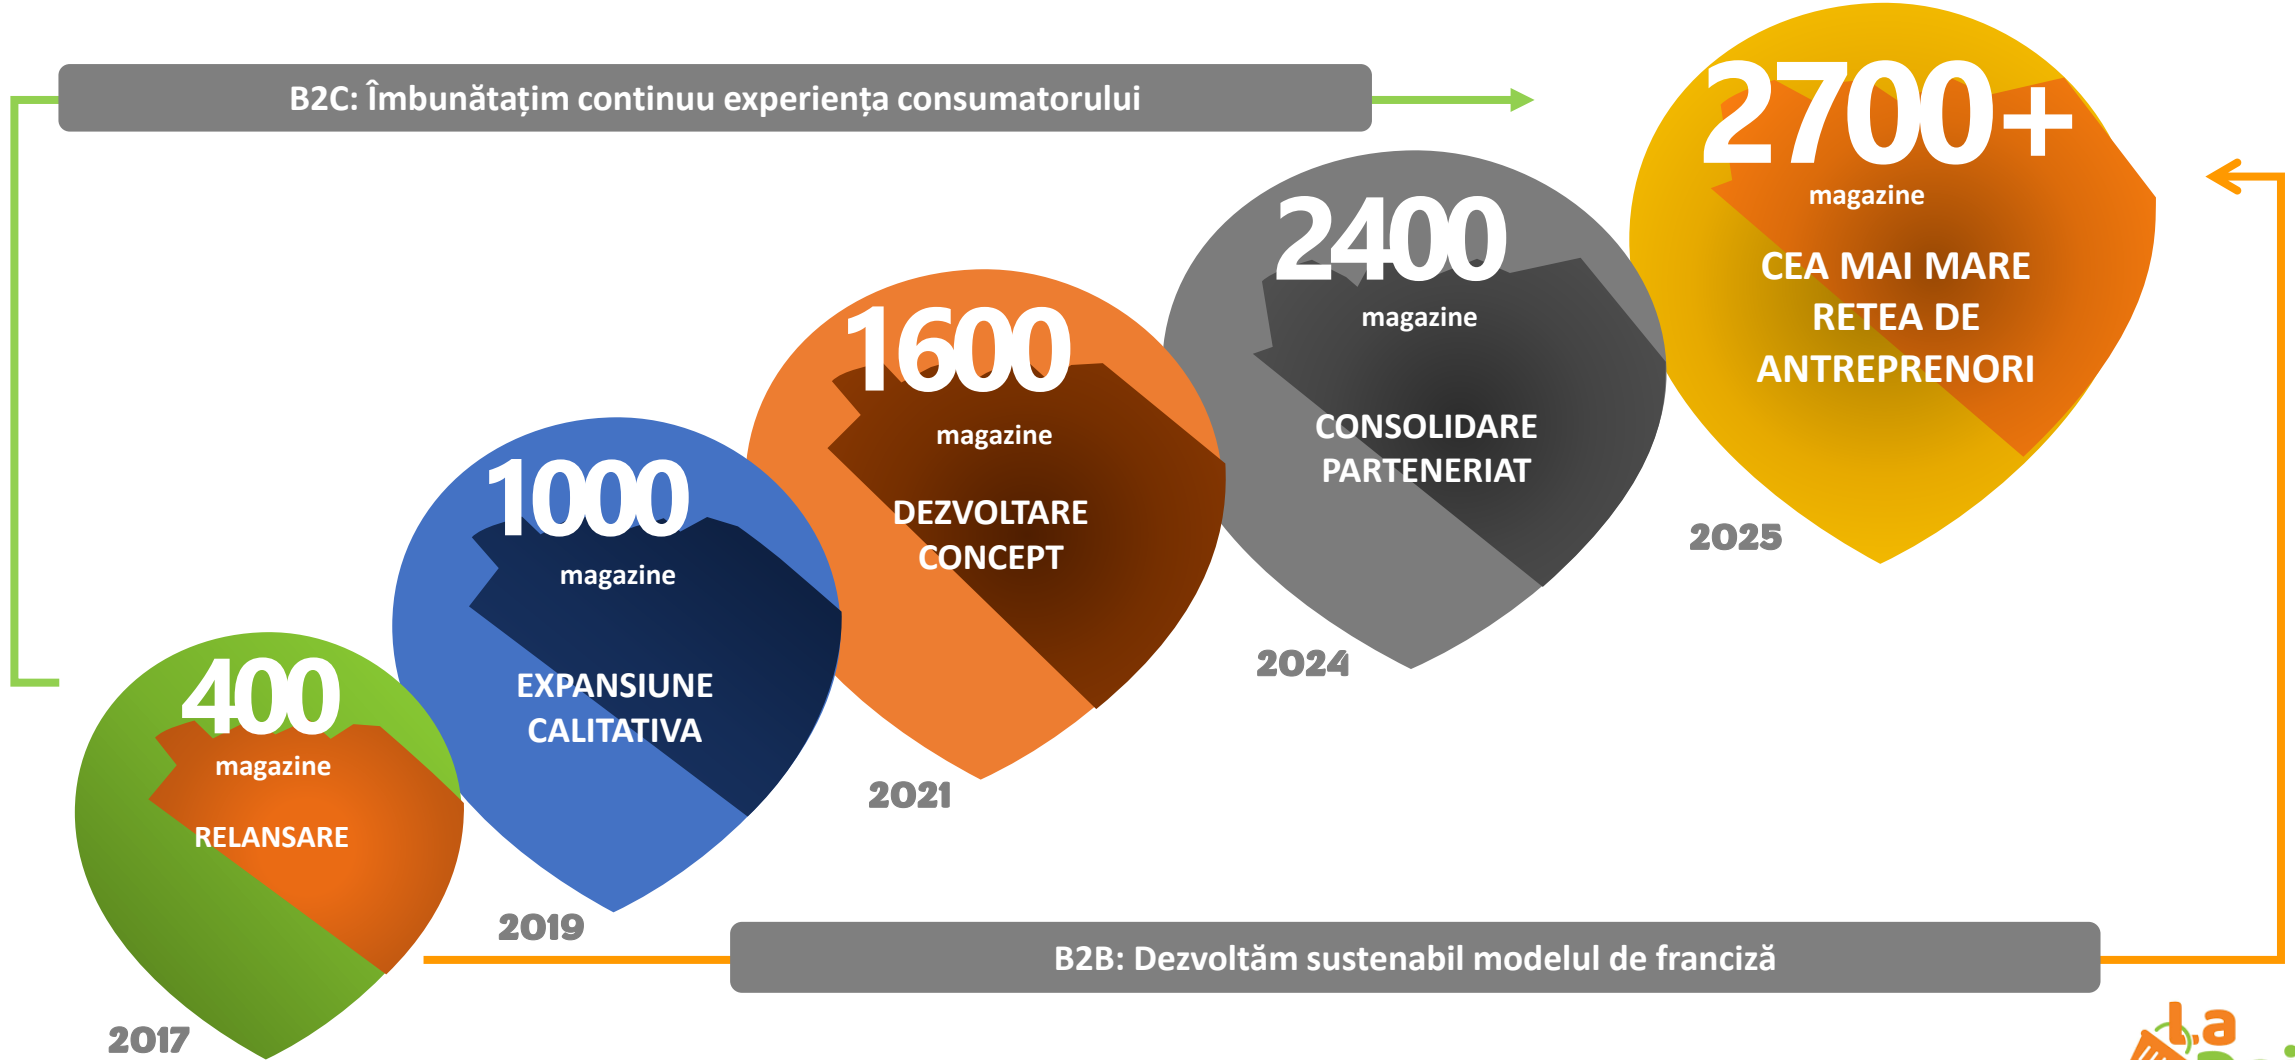 B2C: Îmbunătațim continuu experiența consumatorului
2700+
magazine
CEA MAI MARE
RETEA DE
ANTREPRENORI
2025
2400
magazine
CONSOLIDARE
PARTENERIAT
2024
1600
magazine
DEZVOLTARE
CONCEPT
2021
1000
magazine
EXPANSIUNE
CALITATIVA
2019
400
magazine
RELANSARE
2017
B2B: Dezvoltăm sustenabil modelul de franciză
La